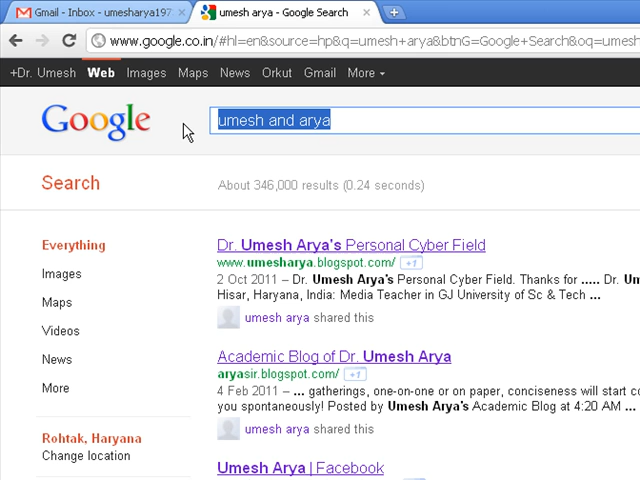 Gmail - Inbox - umesharya197
umesh arya - Google Search
www.google.co.in/#hl=en&source=hp&q=umesh+arya&btnG=Google+Search&oq=umesh
+Dr. Umesh Web Images Maps News Orkut Gmail More
Google
umesh and arya
Search
About 346,000 results (0.24 seconds)
Everything
Images
Maps
Videos
News
More
Rohtak, Haryana
Change location
Dr. Umesh Arya's Personal Cyber Field
www.umesharya.blogspot.com/ +1
2 Oct 2011 – Dr. Umesh Arya's Personal Cyber Field. Thanks for ..... Dr. Um
Hisar, Haryana, India: Media Teacher in GJ University of Sc & Tech ...
umesh arya shared this
Academic Blog of Dr. Umesh Arya
aryasir.blogspot.com/ +1
4 Feb 2011 – ... gatherings, one-on-one or on paper, conciseness will start co
you spontaneously! Posted by Umesh Arya's Academic Blog at 4:20 AM ...
umesh arya shared this
Umesh Arya | Facebook